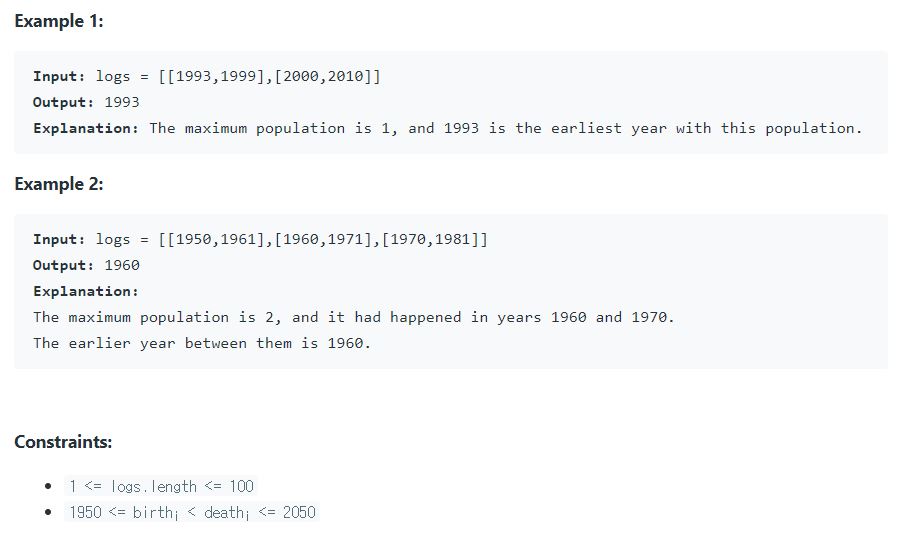 Example 1:
Input: logs = [[1993,1999],[2000,2010]]
Output: 1993
Explanation: The maximum population is 1, and 1993 is the earliest year with this population.
Example 2:
Input: logs = [[1950,1961],[1960,1971],[1970,1981]]
Output: 1960
Explanation:
The maximum population is 2, and it had happened in years 1960 and 1970.
The earlier year between them is 1960.
Constraints:
• 1 <= logs.length <= 100
• 1950 <= birthᵢ < deathᵢ <= 2050